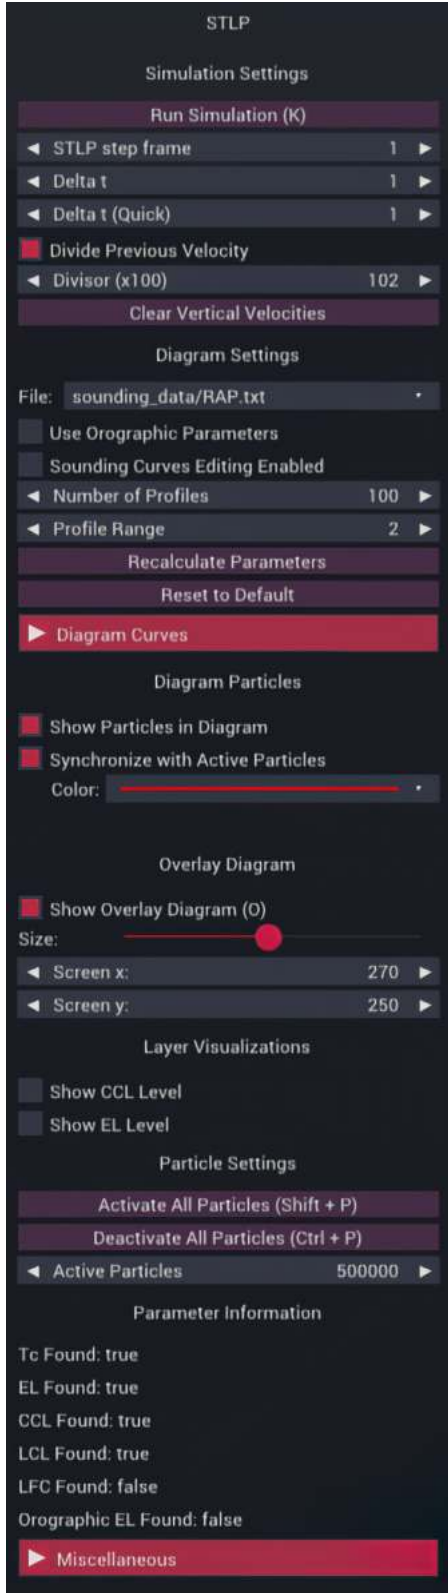 STLP
Simulation Settings
Run Simulation (K)
STLP step frame 1
Delta t 1
Delta t (Quick) 1
Divide Previous Velocity
Divisor (x100) 102
Clear Vertical Velocities
Diagram Settings
File: sounding_data/RAP.txt
Use Orographic Parameters
Sounding Curves Editing Enabled
Number of Profiles 100
Profile Range 2
Recalculate Parameters
Reset to Default
Diagram Curves
Diagram Particles
Show Particles in Diagram
Synchronize with Active Particles
Color:
Overlay Diagram
Show Overlay Diagram (O)
Size:
Screen x: 270
Screen y: 250
Layer Visualizations
Show CCL Level
Show EL Level
Particle Settings
Activate All Particles (Shift + P)
Deactivate All Particles (Ctrl + P)
Active Particles 500000
Parameter Information
Tc Found: true
EL Found: true
CCL Found: true
LCL Found: true
LFC Found: false
Orographic EL Found: false
Miscellaneous